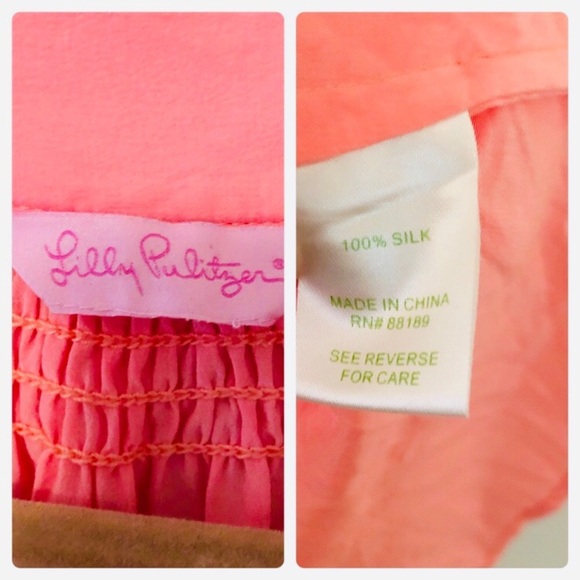 Lilly Pulitzer®
100% SILK
MADE IN CHINA
RN# 88189
SEE REVERSE
FOR CARE